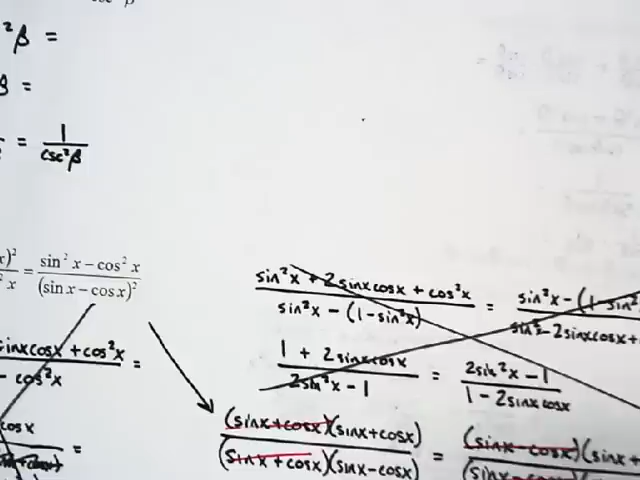 ²β =
β =
= 1/csc²β
x)²/²x = sin²x − cos²x/(sin x − cos x)²
sin²x + 2sinxcosx + cos²x/sin²x − (1 − sin²x) = sin²x − (1 − sin²/sin² − 2sinxcosx +
sinxcosx + cos²x/− cos²x =
1 + 2sinxcosx/2sin²x − 1 = 2sin²x − 1/1 − 2sinxcosx
cosx =
(sinx + cosx)(sinx + cosx)/(sinx + cosx)(sinx − cosx) = (sinx − cosx)(sinx/(sinx − cosx